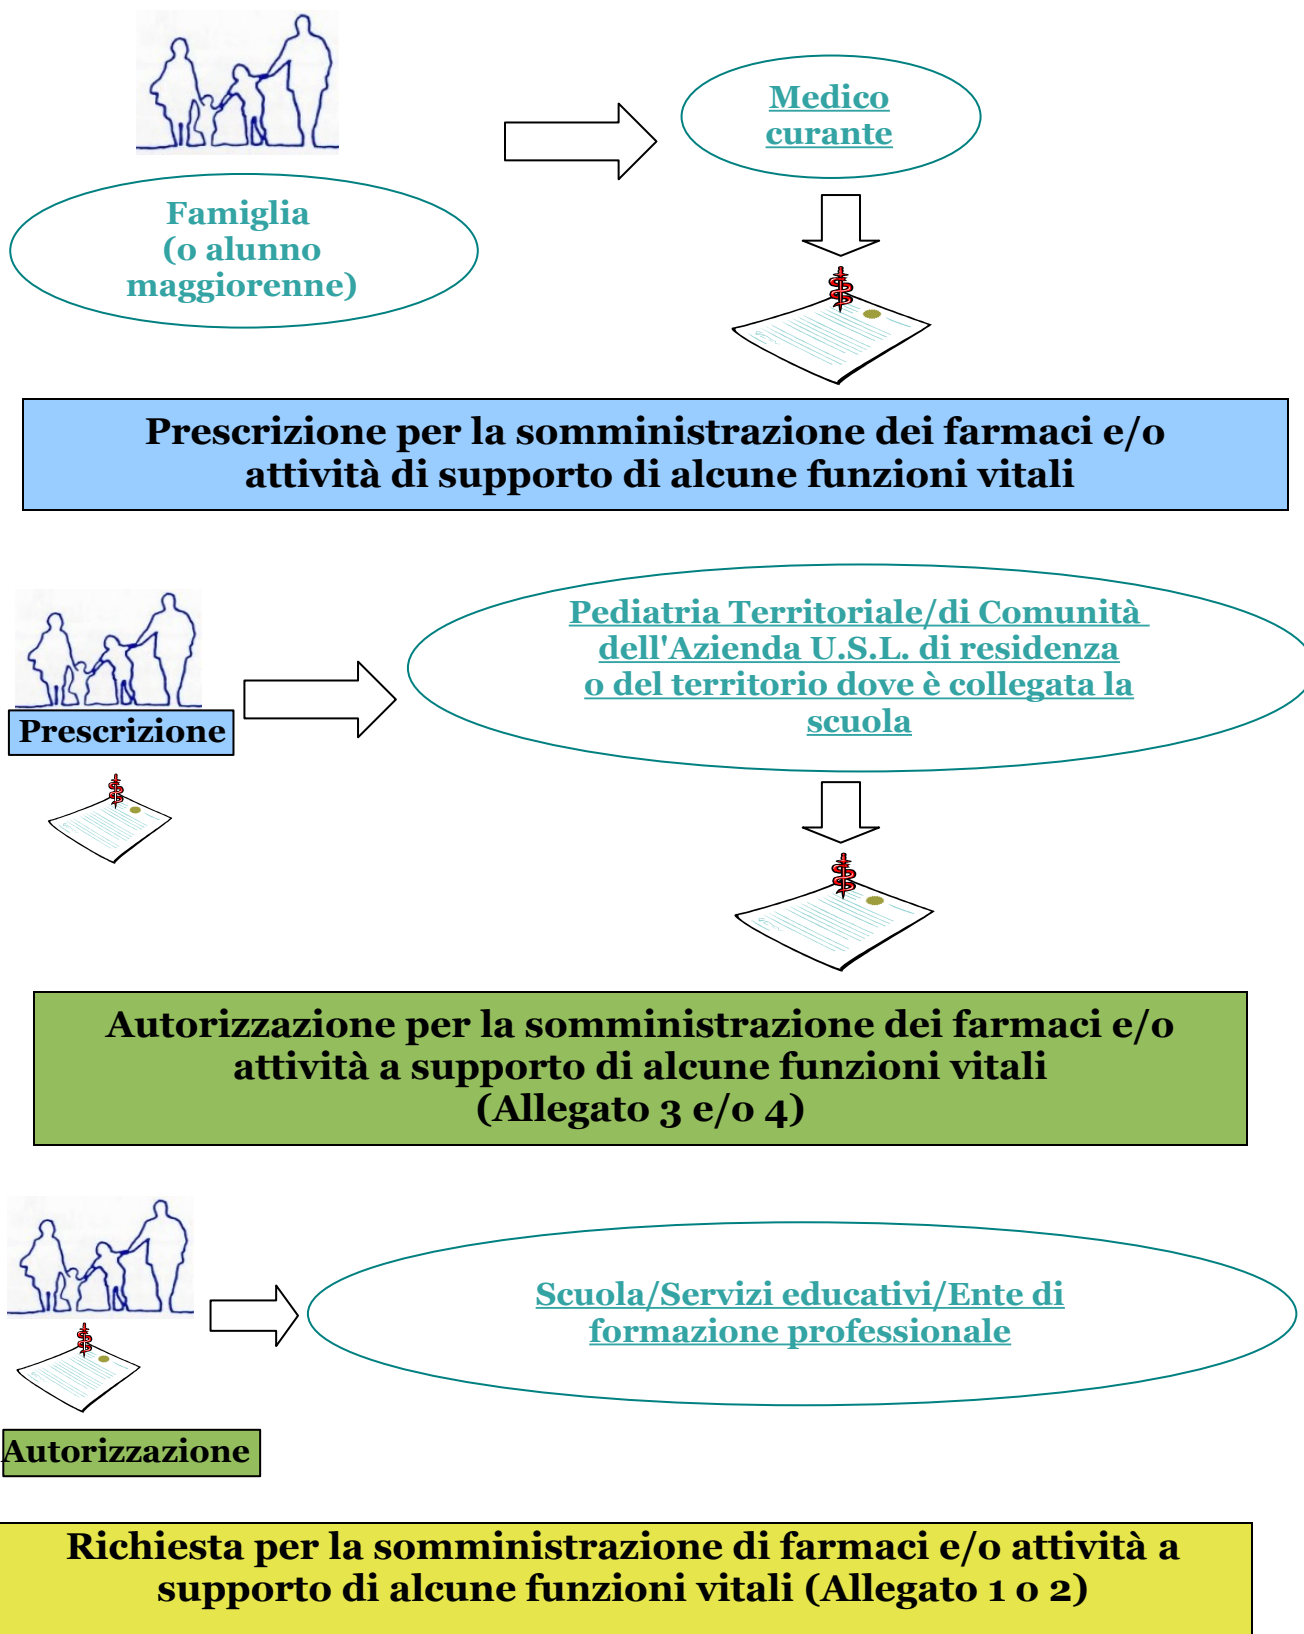 Medico
curante
Famiglia
(o alunno
maggiorenne)
Prescrizione per la somministrazione dei farmaci e/o
attività di supporto di alcune funzioni vitali
Pediatria Territoriale/di Comunità
dell'Azienda U.S.L. di residenza
o del territorio dove è collegata la
scuola
Prescrizione
Autorizzazione per la somministrazione dei farmaci e/o
attività a supporto di alcune funzioni vitali
(Allegato 3 e/o 4)
Scuola/Servizi educativi/Ente di
formazione professionale
Autorizzazione
Richiesta per la somministrazione di farmaci e/o attività a
supporto di alcune funzioni vitali (Allegato 1 o 2)